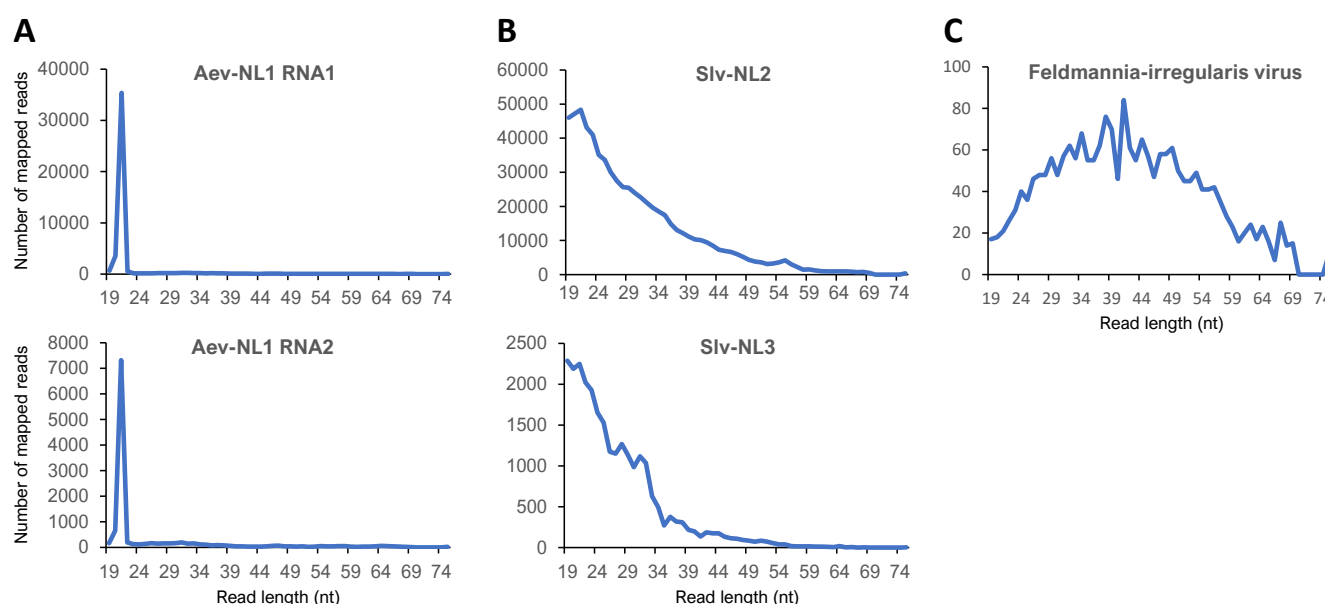 A
Aev-NL1 RNA1
Number of mapped reads
40000
30000
20000
10000
0
19 24 29 34 39 44 49 54 59 64 69 74
Aev-NL1 RNA2
Number of mapped reads
8000
7000
6000
5000
4000
3000
2000
1000
0
19 24 29 34 39 44 49 54 59 64 69 74
Read length (nt)
B
Slv-NL2
60000
50000
40000
30000
20000
10000
0
19 24 29 34 39 44 49 54 59 64 69 74
Slv-NL3
2500
2000
1500
1000
500
0
19 24 29 34 39 44 49 54 59 64 69 74
Read length (nt)
C
Feldmannia-irregularis virus
100
80
60
40
20
0
19 24 29 34 39 44 49 54 59 64 69 74
Read length (nt)